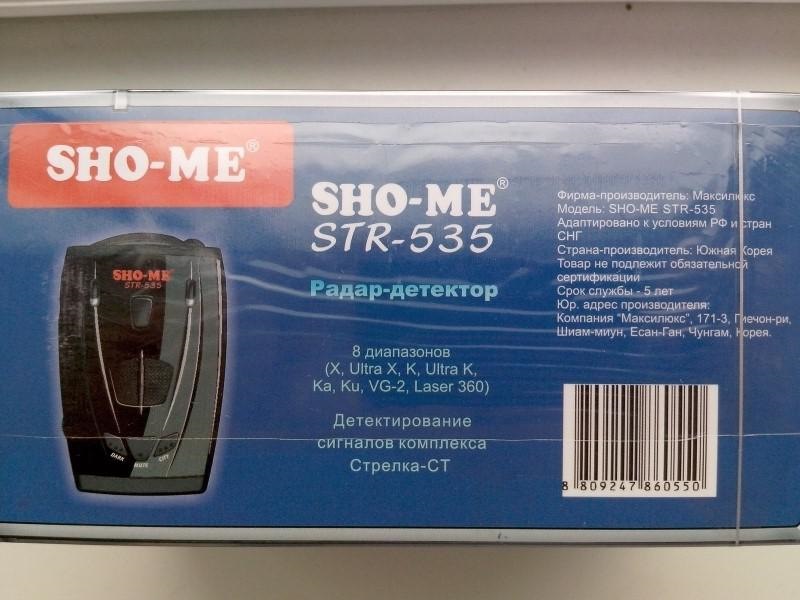 SHO-ME®
SHO-ME®
STR-535
Радар-детектор
8 диапазонов
(X, Ultra X, K, Ultra K,
Ka, Ku, VG-2, Laser 360)
Детектирование
сигналов комплекса
Стрелка-СТ
SHO-ME
STR-535
DARK
MUTE
CITY
Фирма-производитель: Максилюкс
Модель: SHO-ME STR-535
Адаптировано к условиям РФ и стран
СНГ
Страна-производитель: Южная Корея
Товар не подлежит обязательной
сертификации
Срок службы - 5 лет
Юр. адрес производителя:
Компания "Максилюкс", 171-3,
Шиам-миун, Есан-Ган, Чунгам, Корея.
8 809247 860550